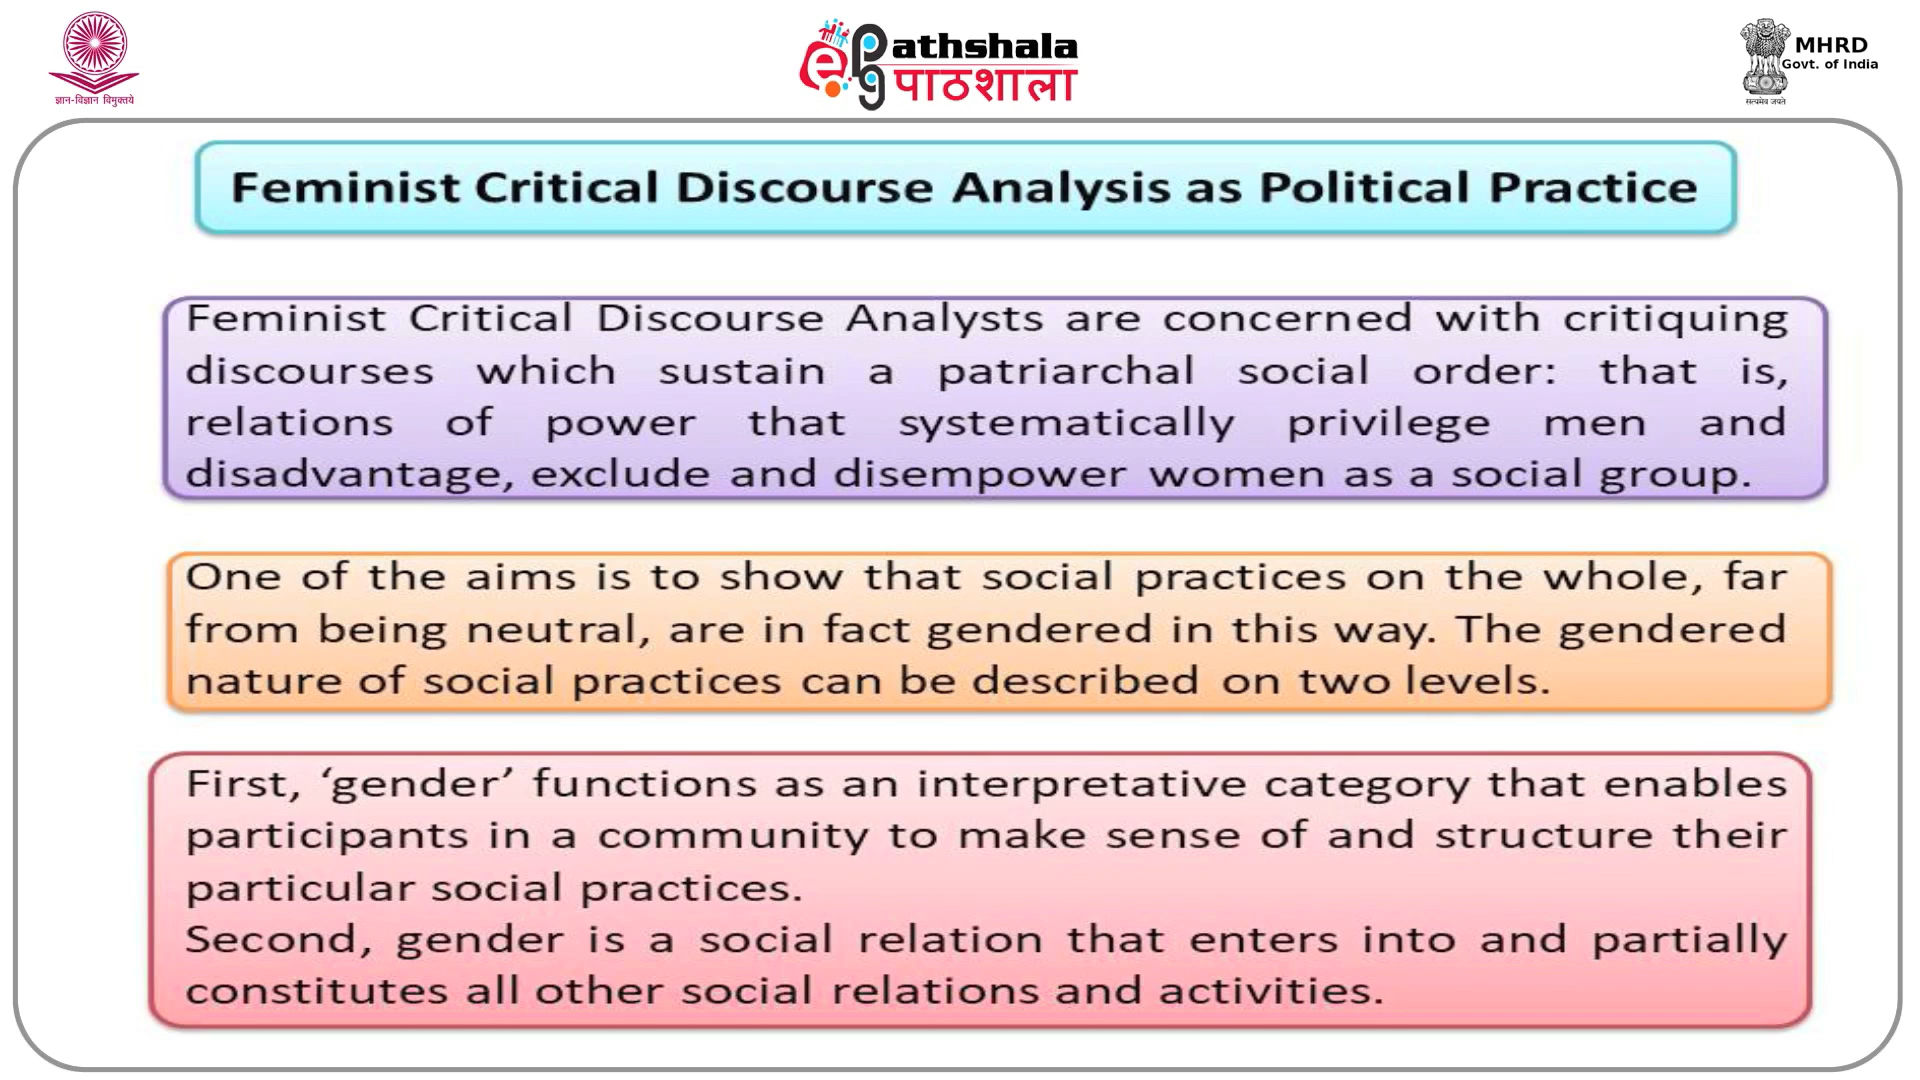 ज्ञान-विज्ञान विमुक्तये
e pg athshala
पाठशाला
MHRD
Govt. of India
सत्यमेव जयते
Feminist Critical Discourse Analysis as Political Practice
Feminist Critical Discourse Analysts are concerned with critiquing
discourses which sustain a patriarchal social order: that is,
relations of power that systematically privilege men and
disadvantage, exclude and disempower women as a social group.
One of the aims is to show that social practices on the whole, far
from being neutral, are in fact gendered in this way. The gendered
nature of social practices can be described on two levels.
First, ‘gender’ functions as an interpretative category that enables
participants in a community to make sense of and structure their
particular social practices.
Second, gender is a social relation that enters into and partially
constitutes all other social relations and activities.